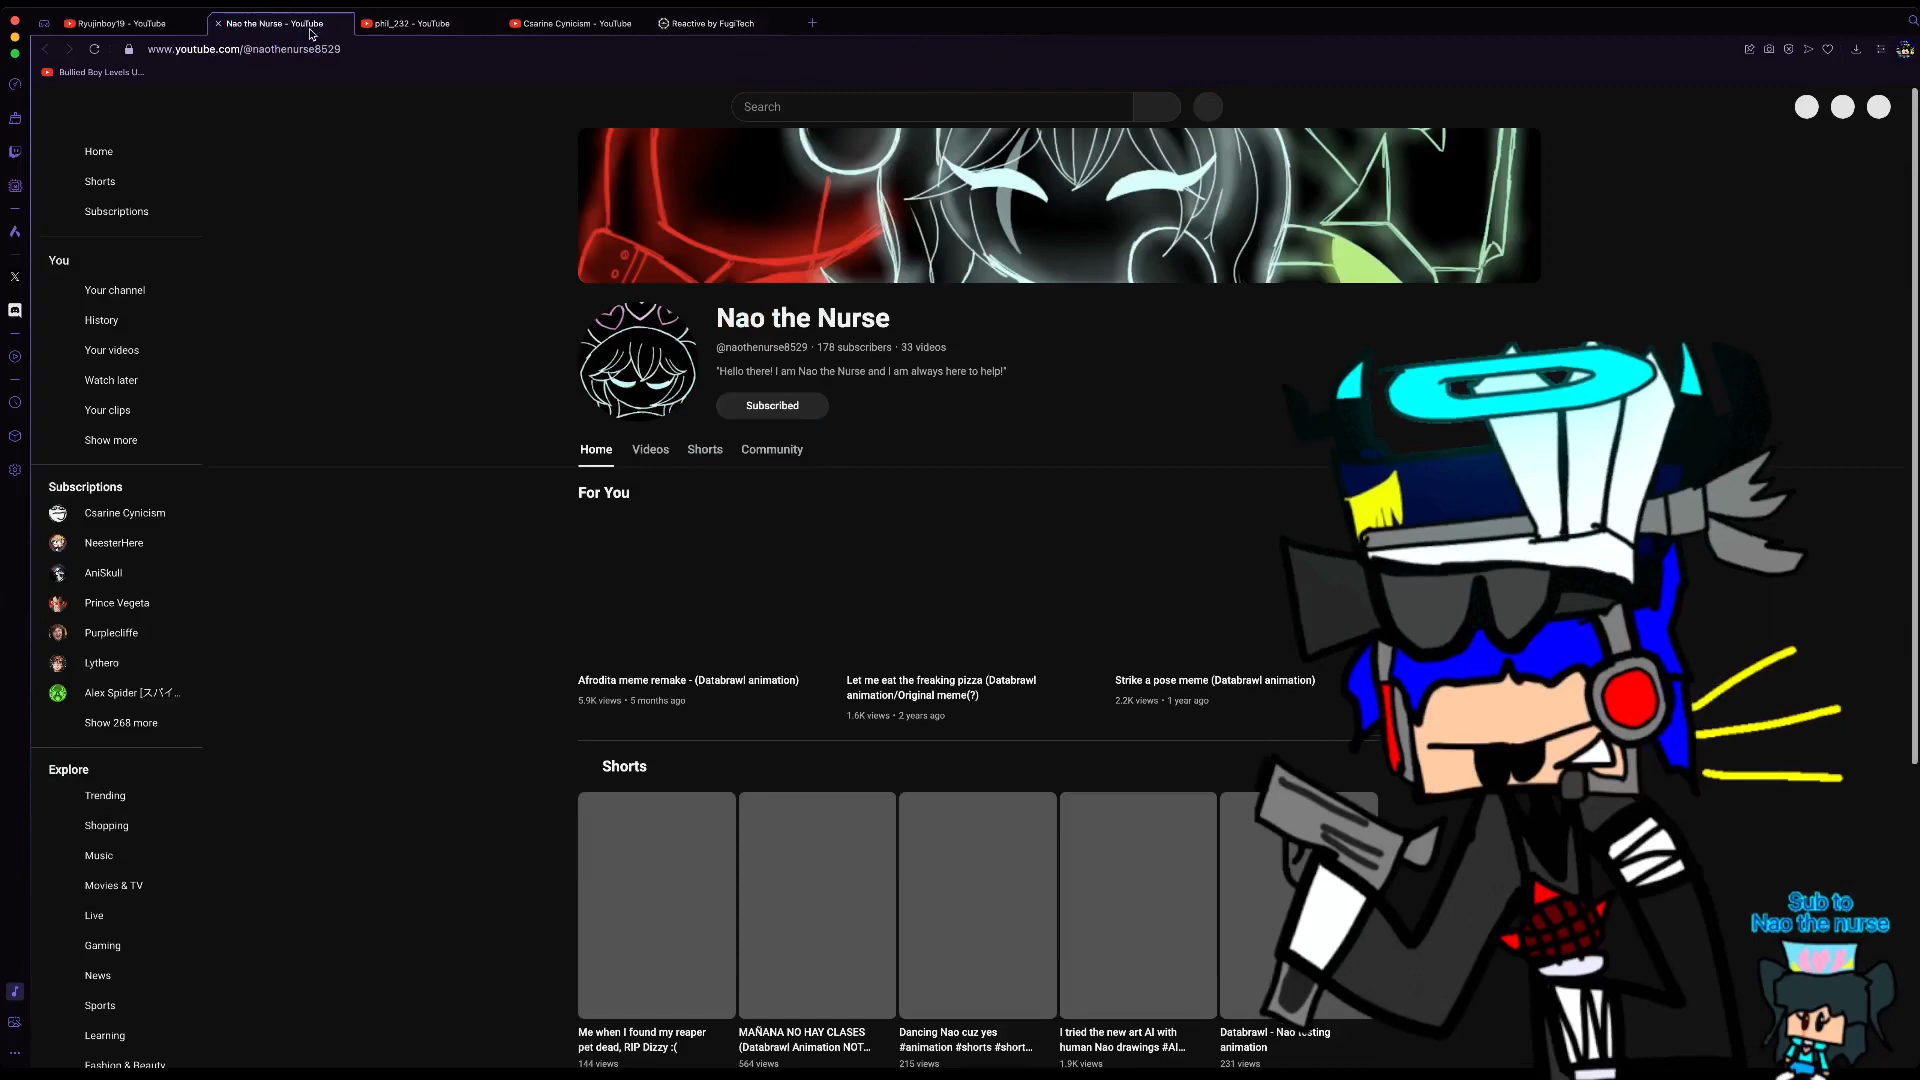 Ryujinboy19 - YouTube
Nao the Nurse - YouTube
phil_232 - YouTube
Csarine Cynicism - YouTube
Reactive by FugiTech
www.youtube.com/@naothenurse8529
Bullied Boy Levels U...
Search
Home
Shorts
Subscriptions
You
Your channel
History
Your videos
Watch later
Your clips
Show more
Subscriptions
Csarine Cynicism
NeesterHere
AniSkull
Prince Vegeta
Purplecliffe
Lythero
Alex Spider [スパイ...
Show 268 more
Explore
Trending
Shopping
Music
Movies & TV
Live
Gaming
News
Sports
Learning
Fashion & Beauty
Nao the Nurse
@naothenurse8529 · 178 subscribers · 33 videos
"Hello there! I am Nao the Nurse and I am always here to help!"
Subscribed
Home Videos Shorts Community
For You
Afrodita meme remake - (Databrawl animation)
5.9K views • 5 months ago
Let me eat the freaking pizza (Databrawl
animation/Original meme(?)
1.6K views • 2 years ago
Strike a pose meme (Databrawl animation)
2.2K views • 1 year ago
Shorts
Me when I found my reaper
pet dead, RIP Dizzy :(
144 views
MAÑANA NO HAY CLASES
(Databrawl Animation NOT...
564 views
Dancing Nao cuz yes
#animation #shorts #short...
215 views
I tried the new art AI with
human Nao drawings #AI...
1.9K views
Databrawl - Nao testing
animation
231 views
Sub to
Nao the nurse